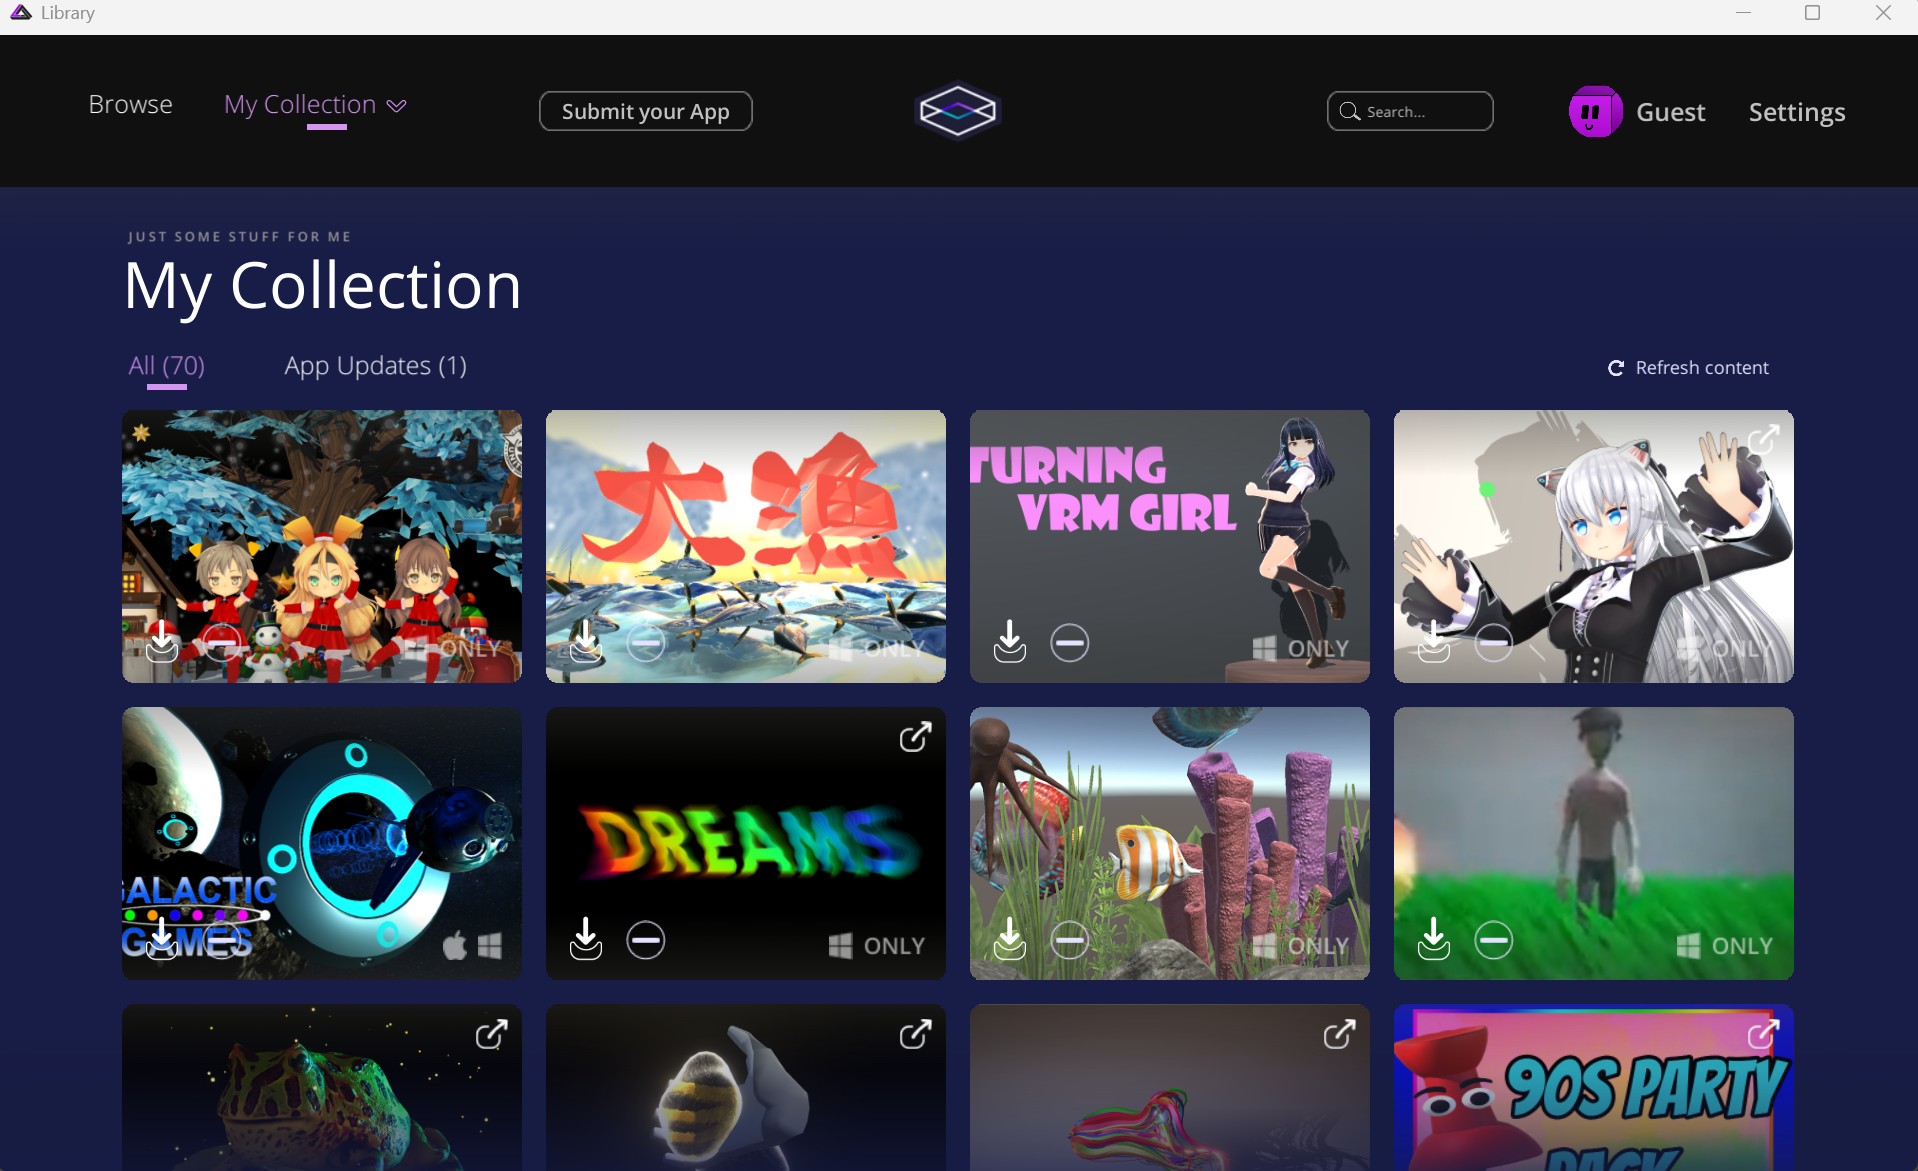 Library
Browse
My Collection
Submit your App
Search...
Guest
Settings
JUST SOME STUFF FOR ME
My Collection
All (70)
App Updates (1)
Refresh content
ONLY
大漁
ONLY
TURNING
VRM GIRL
ONLY
ONLY
GALACTIC
GAMES
DREAMS
ONLY
ONLY
ONLY
90S PARTY
PACK